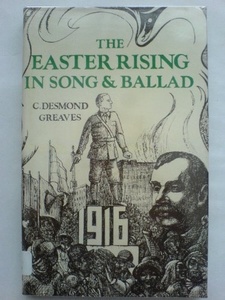 THE
EASTER RISING
IN SONG & BALLAD
C. DESMOND
GREAVES
1916